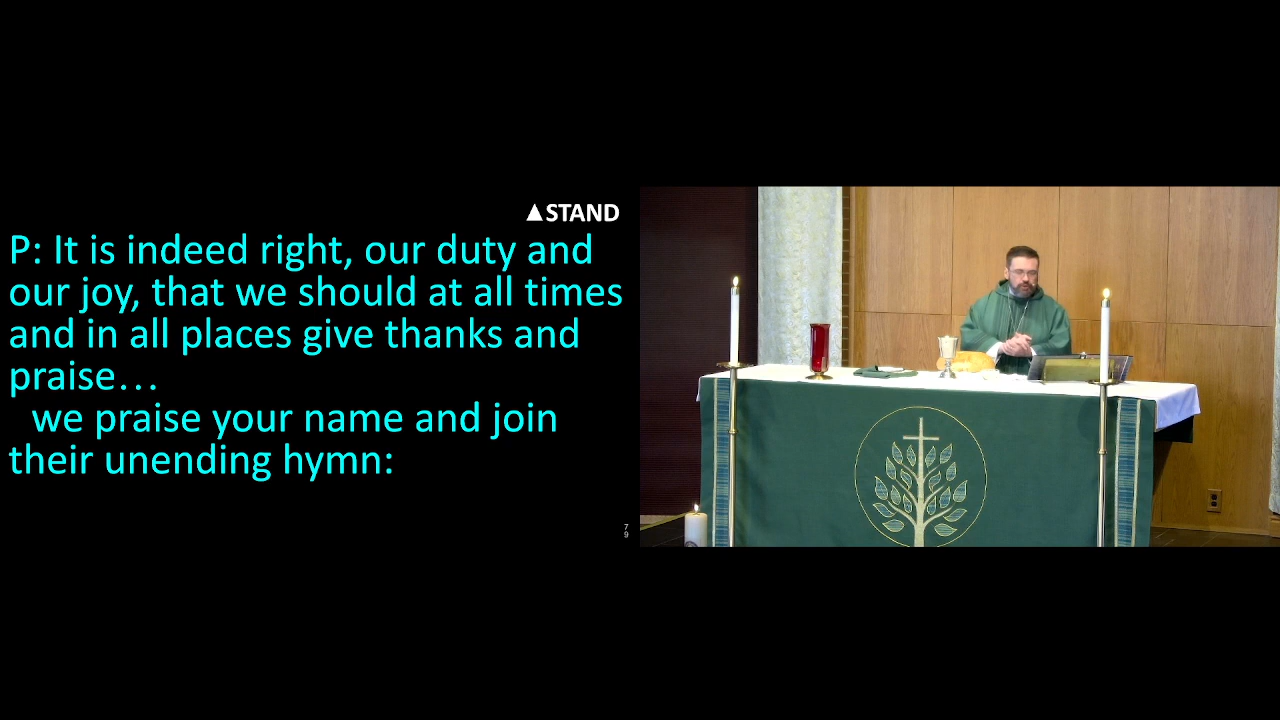 ▲STAND
P: It is indeed right, our duty and
our joy, that we should at all times
and in all places give thanks and
praise…
we praise your name and join
their unending hymn:
79